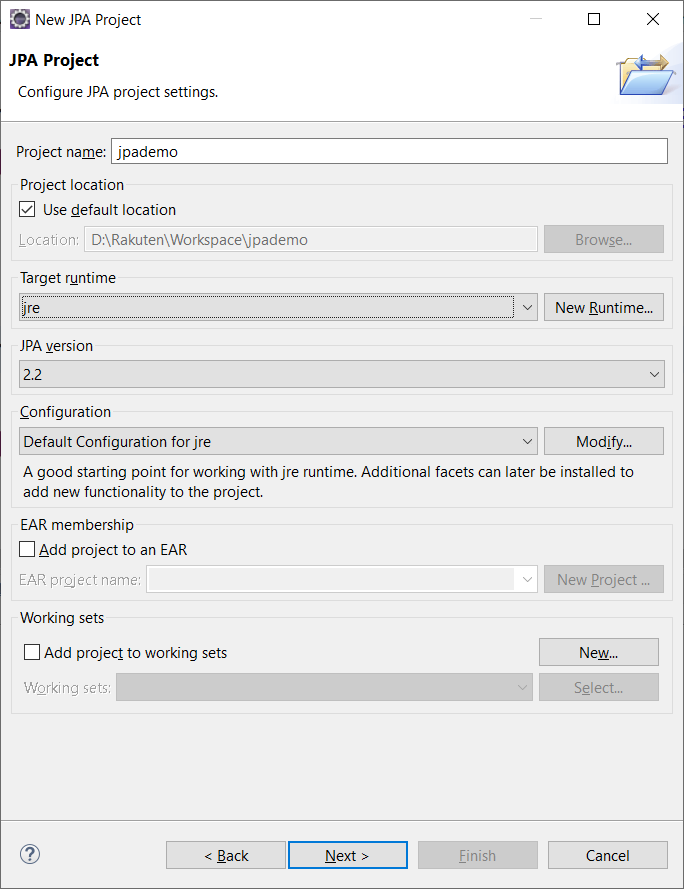 New JPA Project
JPA Project
Configure JPA project settings.
Project name: jpademo
Project location
Use default location
Location: D:\Rakuten\Workspace\jpademo Browse...
Target runtime
jre New Runtime...
JPA version
2.2
Configuration
Default Configuration for jre Modify...
A good starting point for working with jre runtime. Additional facets can later be installed to
add new functionality to the project.
EAR membership
Add project to an EAR
EAR project name: New Project ...
Working sets
Add project to working sets New...
Working sets: Select...
? < Back Next > Finish Cancel